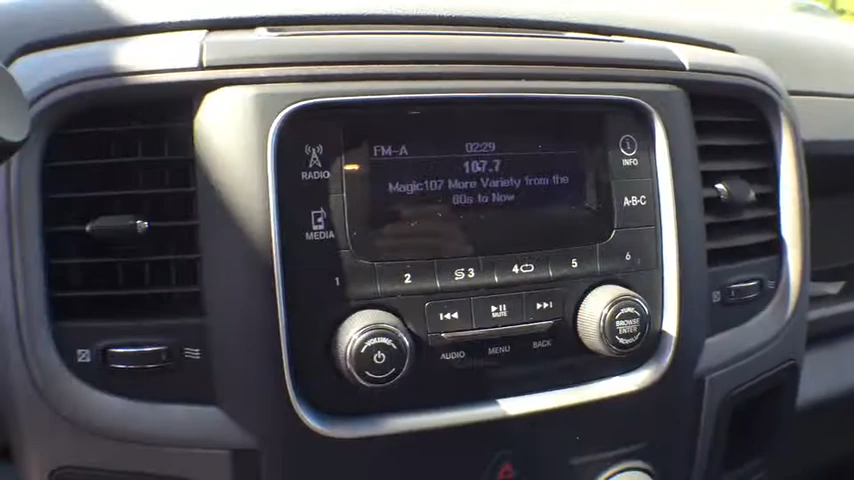 FM-A 02:29
107.7
Magic107 More Variety from the
80s to Now
RADIO
MEDIA
INFO
A-B-C
1 2 3 4 5 6
MUTE
VOLUME
BROWSE
ENTER
AUDIO MENU BACK